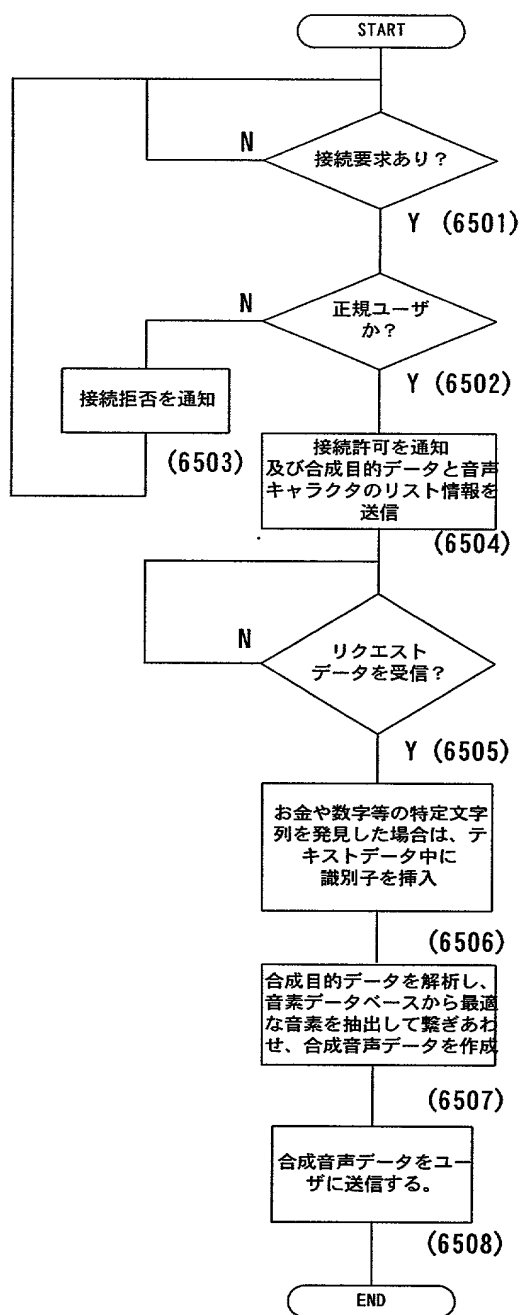 START
N
接続要求あり？
Y (6501)
N
正規ユーザ
か？
Y (6502)
接続拒否を通知
(6503)
接続許可を通知
及び合成目的データと音声
キャラクタのリスト情報を
送信
(6504)
N
リクエスト
データを受信？
Y (6505)
お金や数字等の特定文字
列を発見した場合は、テ
キストデータ中に
識別子を挿入
(6506)
合成目的データを解析し、
音素データベースから最適
な音素を抽出して繋ぎあわ
せ、合成音声データを作成
(6507)
合成音声データをユー
ザに送信する。
(6508)
END